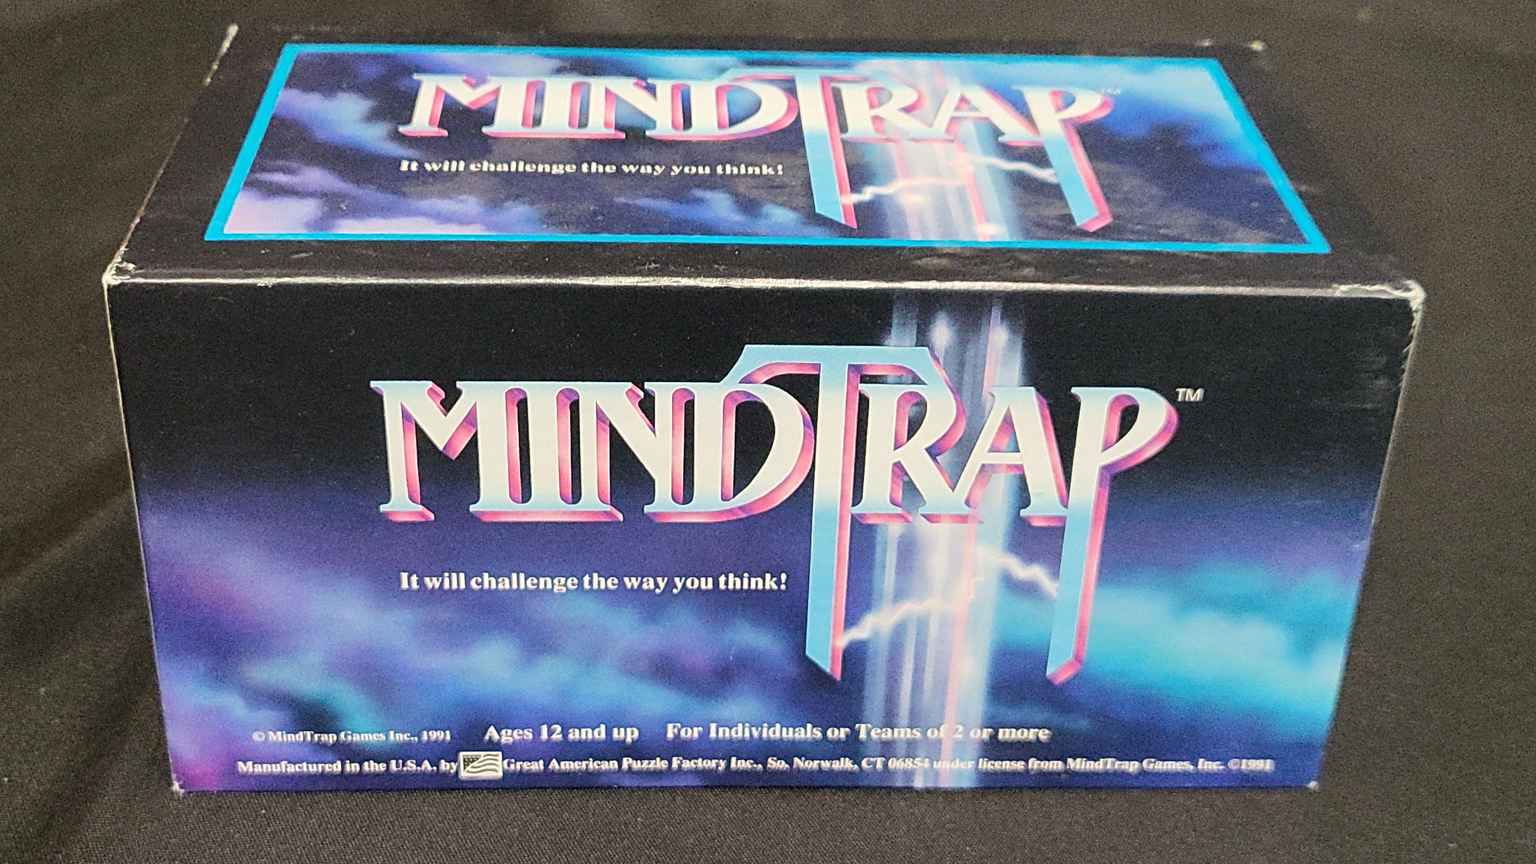 MINDTRAP™
It will challenge the way you think!
MINDTRAP™
It will challenge the way you think!
© MindTrap Games Inc., 1991 Ages 12 and up For Individuals or Teams of 2 or more
Manufactured in the U.S.A. by Great American Puzzle Factory Inc., So. Norwalk, CT 06854 under license from MindTrap Games, Inc. ©1991